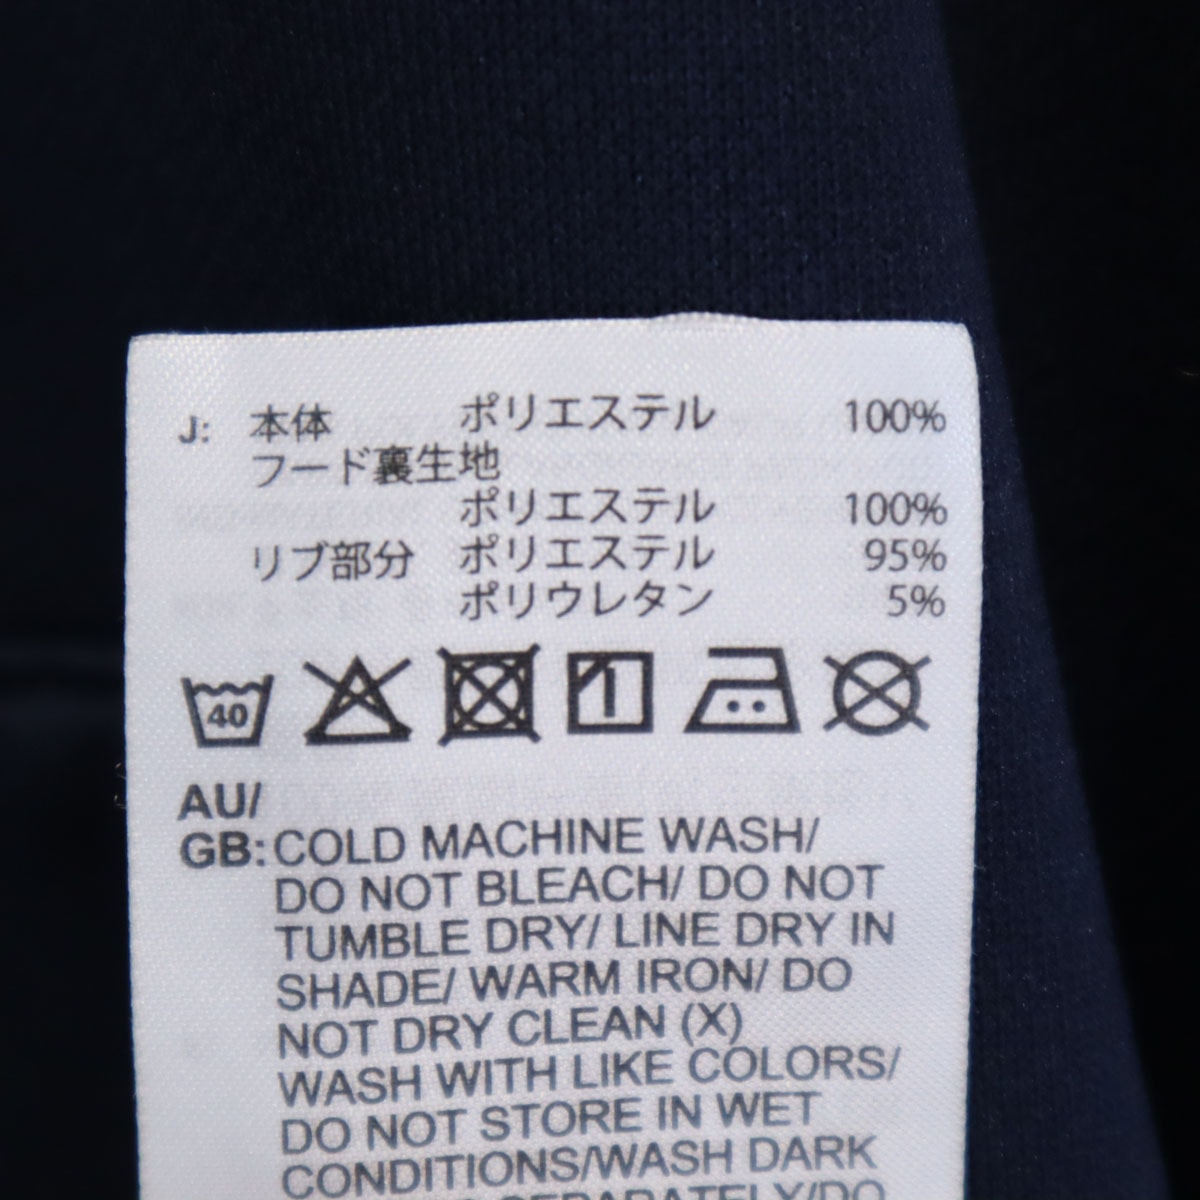 J: 本体 ポリエステル 100%
フード裏生地
ポリエステル 100%
リブ部分 ポリエステル 95%
ポリウレタン 5%
40
AU/
GB: COLD MACHINE WASH/
DO NOT BLEACH/ DO NOT
TUMBLE DRY/ LINE DRY IN
SHADE/ WARM IRON/ DO
NOT DRY CLEAN (X)
WASH WITH LIKE COLORS/
DO NOT STORE IN WET
CONDITIONS/WASH DARK
SEPARATELY/DO